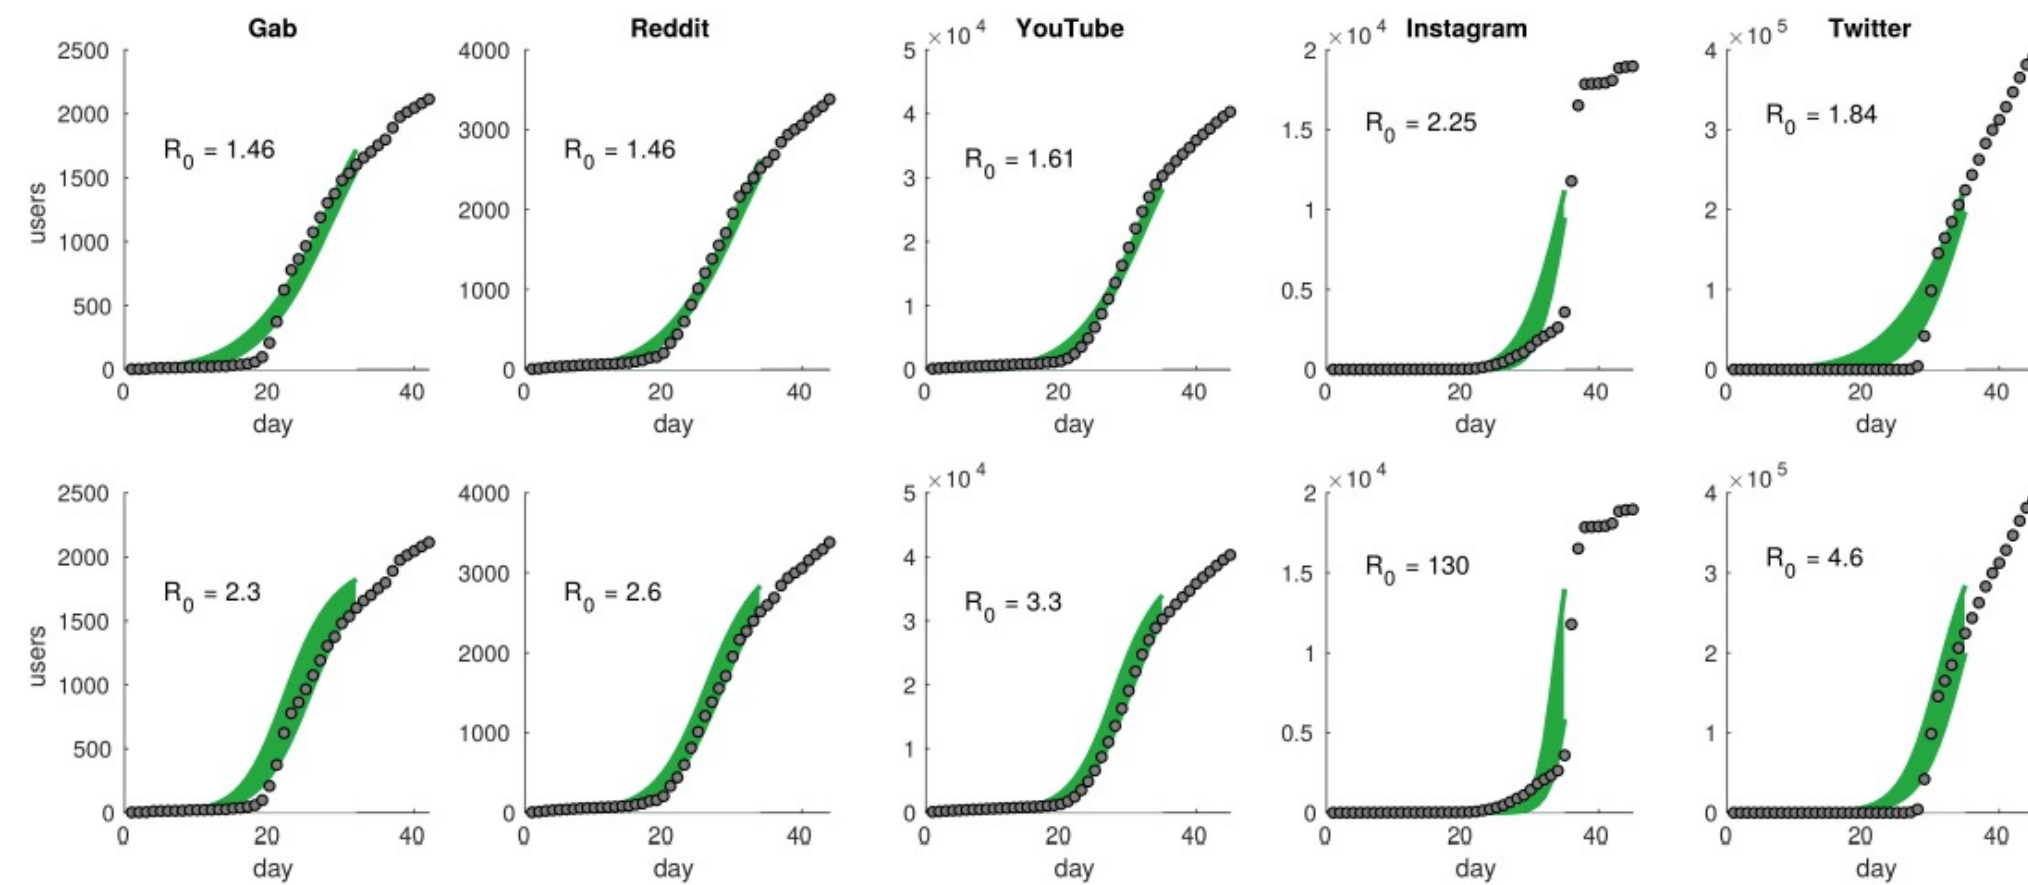 Gab
2500
2000
1500
1000
500
0
users
R0 = 1.46
0 20 40
day
Reddit
4000
3000
2000
1000
0
R0 = 1.46
0 20 40
day
×10 4 YouTube
5
4
3
2
1
0
R0 = 1.61
0 20 40
day
×10 4 Instagram
2
1.5
1
0.5
0
R0 = 2.25
0 20 40
day
×10 5 Twitter
4
3
2
1
0
R0 = 1.84
0 20 40
day
2500
2000
1500
1000
500
0
users
R0 = 2.3
0 20 40
day
4000
3000
2000
1000
0
R0 = 2.6
0 20 40
day
×10 4
5
4
3
2
1
0
R0 = 3.3
0 20 40
day
×10 4
2
1.5
1
0.5
0
R0 = 130
0 20 40
day
×10 5
4
3
2
1
0
R0 = 4.6
0 20 40
day